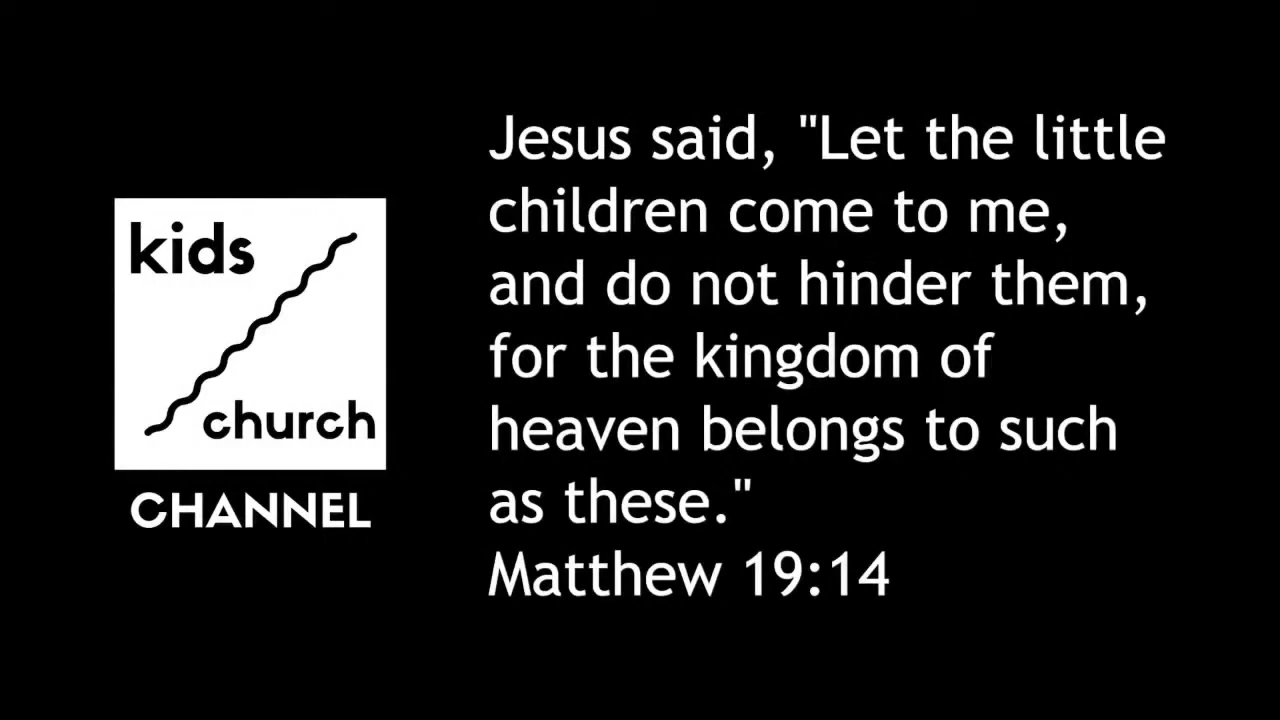 kids
church
CHANNEL
Jesus said, "Let the little
children come to me,
and do not hinder them,
for the kingdom of
heaven belongs to such
as these."
Matthew 19:14